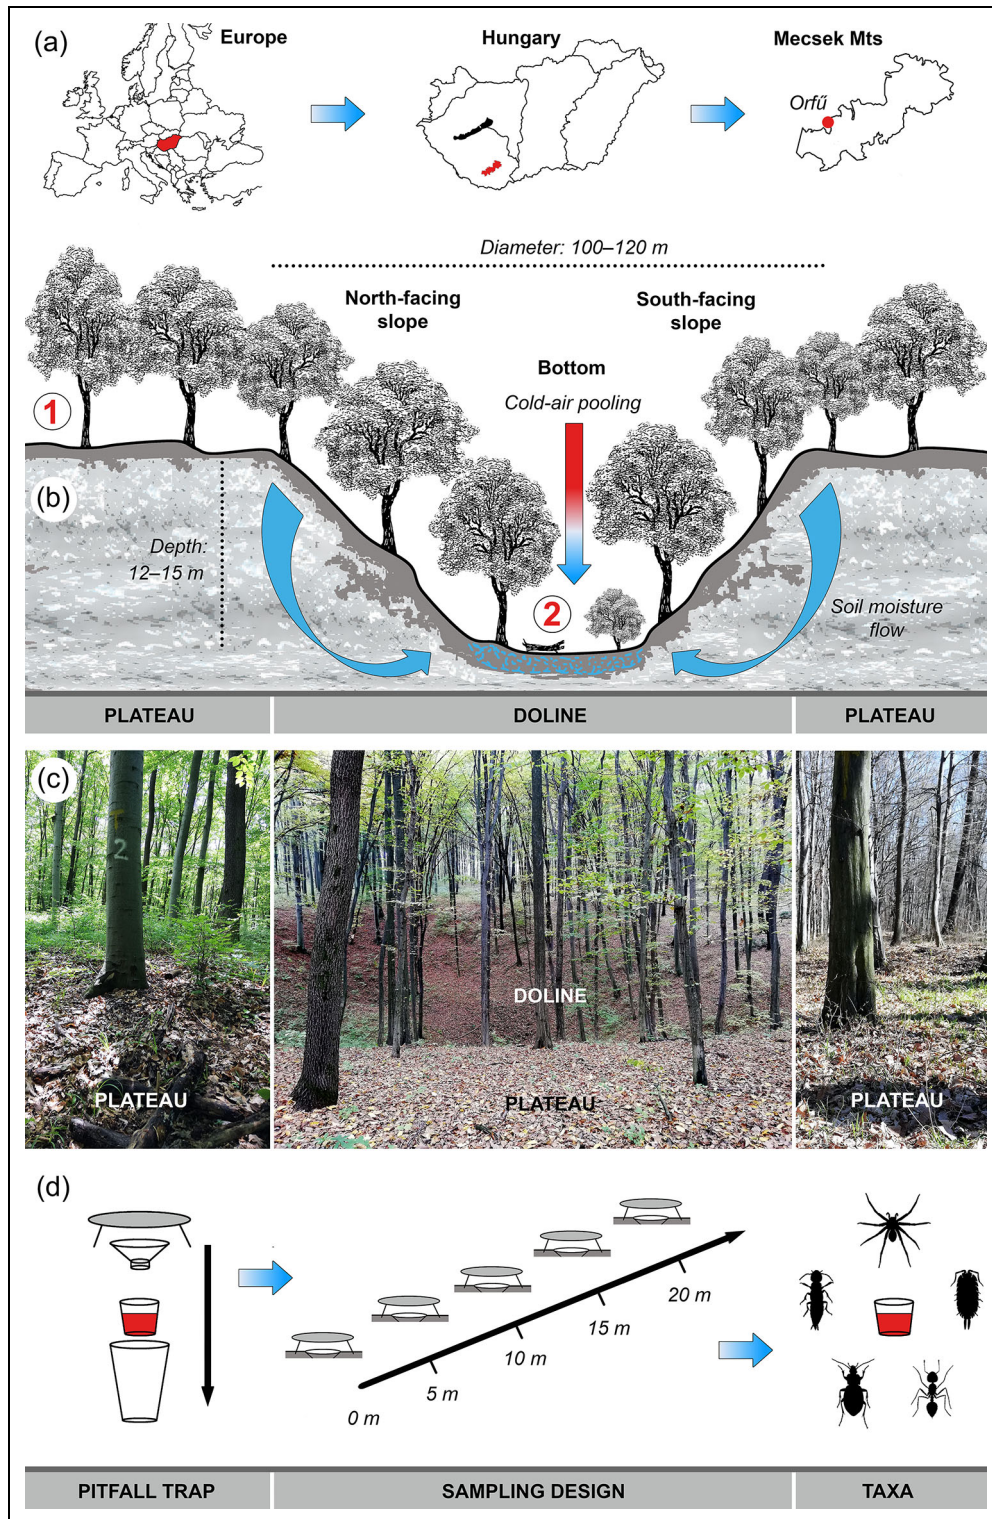 (a)
Europe
Hungary
Mecsek Mts
Orfű
Diameter: 100–120 m
North-facing
slope
South-facing
slope
Bottom
Cold-air pooling
1
(b)
Depth:
12–15 m
2
Soil moisture
flow
PLATEAU
DOLINE
PLATEAU
(c)
2
DOLINE
PLATEAU
PLATEAU
PLATEAU
(d)
20 m
15 m
10 m
5 m
0 m
PITFALL TRAP
SAMPLING DESIGN
TAXA